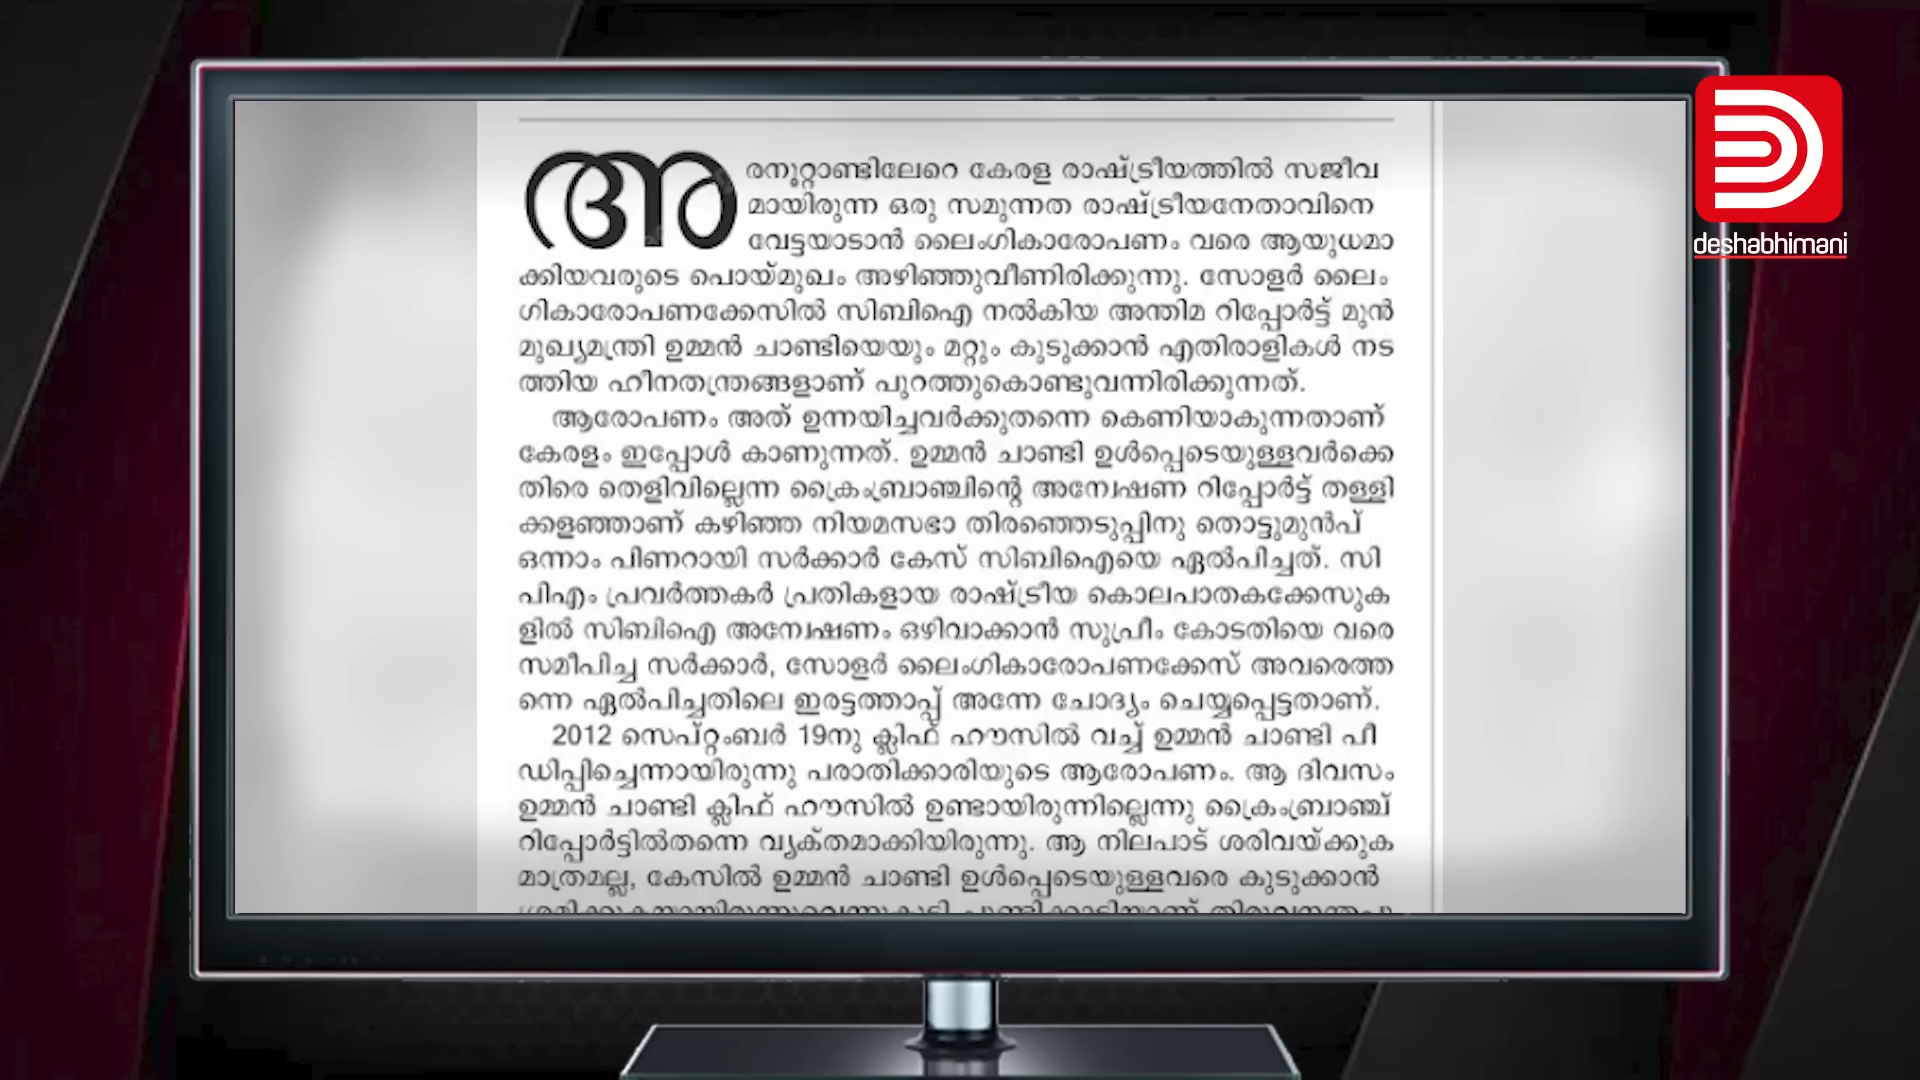 അരനൂറ്റാണ്ടിലേറെ കേരള രാഷ്ട്രീയത്തിൽ സജീവ
മായിരുന്ന ഒരു സമുന്നത രാഷ്ട്രീയനേതാവിനെ
വേട്ടയാടാൻ ലൈംഗികാരോപണം വരെ ആയുധമാ
ക്കിയവരുടെ പൊയ്മുഖം അഴിഞ്ഞുവീണിരിക്കുന്നു. സോളർ ലൈം
ഗികാരോപണക്കേസിൽ സിബിഐ നൽകിയ അന്തിമ റിപ്പോർട്ട് മുൻ
മുഖ്യമന്ത്രി ഉമ്മൻ ചാണ്ടിയെയും മറ്റും കുടുക്കാൻ എതിരാളികൾ നട
ത്തിയ ഹീനതന്ത്രങ്ങളാണ് പുറത്തുകൊണ്ടുവന്നിരിക്കുന്നത്.
ആരോപണം അത് ഉന്നയിച്ചവർക്കുതന്നെ കെണിയാകുന്നതാണ്
കേരളം ഇപ്പോൾ കാണുന്നത്. ഉമ്മൻ ചാണ്ടി ഉൾപ്പെടെയുള്ളവർക്കെ
തിരെ തെളിവില്ലെന്ന ക്രൈംബ്രാഞ്ചിന്റെ അന്വേഷണ റിപ്പോർട്ട് തള്ളി
ക്കളഞ്ഞാണ് കഴിഞ്ഞ നിയമസഭാ തിരഞ്ഞെടുപ്പിനു തൊട്ടുമുൻപ്
ഒന്നാം പിണറായി സർക്കാർ കേസ് സിബിഐയെ ഏൽപിച്ചത്. സി
പിഎം പ്രവർത്തകർ പ്രതികളായ രാഷ്ട്രീയ കൊലപാതകക്കേസുക
ളിൽ സിബിഐ അന്വേഷണം ഒഴിവാക്കാൻ സുപ്രീം കോടതിയെ വരെ
സമീപിച്ച സർക്കാർ, സോളർ ലൈംഗികാരോപണക്കേസ് അവരെത്ത
ന്നെ ഏൽപിച്ചതിലെ ഇരട്ടത്താപ്പ് അന്നേ ചോദ്യം ചെയ്യപ്പെട്ടതാണ്.
2012 സെപ്റ്റംബർ 19നു ക്ലിഫ് ഹൗസിൽ വച്ച് ഉമ്മൻ ചാണ്ടി പീ
ഡിപ്പിച്ചെന്നായിരുന്നു പരാതിക്കാരിയുടെ ആരോപണം. ആ ദിവസം
ഉമ്മൻ ചാണ്ടി ക്ലിഫ് ഹൗസിൽ ഉണ്ടായിരുന്നില്ലെന്നു ക്രൈംബ്രാഞ്ച്
റിപ്പോർട്ടിൽതന്നെ വ്യക്തമാക്കിയിരുന്നു. ആ നിലപാട് ശരിവയ്ക്കുക
മാത്രമല്ല, കേസിൽ ഉമ്മൻ ചാണ്ടി ഉൾപ്പെടെയുള്ളവരെ കുടുക്കാൻ
deshabhimani